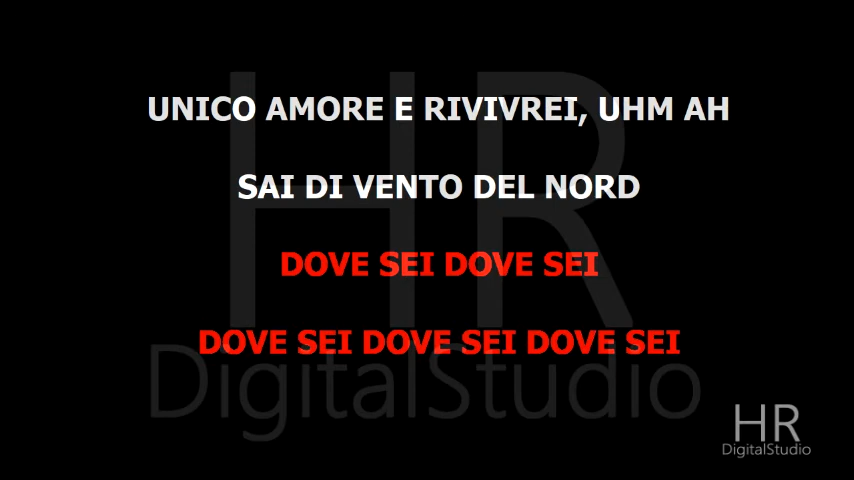 UNICO AMORE E RIVIVREI, UHM AH
SAI DI VENTO DEL NORD
DOVE SEI DOVE SEI
DOVE SEI DOVE SEI DOVE SEI
HR
DigitalStudio
HR
DigitalStudio